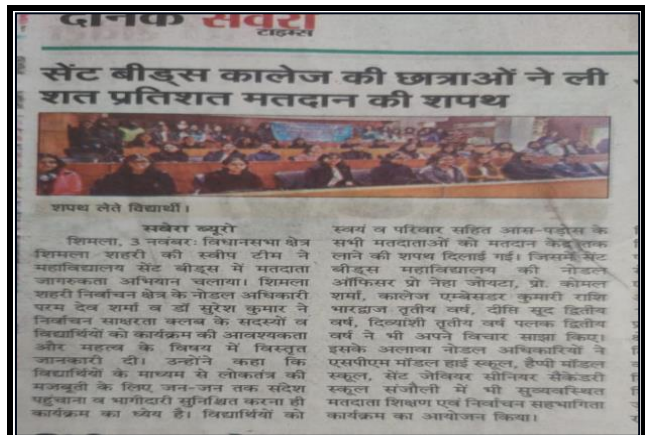 दैनिक सवेरा
टाइम्स
सेंट बीड्स कालेज की छात्राओं ने ली
शत प्रतिशत मतदान की शपथ
शपथ लेते विद्यार्थी।
सबेरा ब्यूरो
शिमला, 3 नवंबरः विधानसभा क्षेत्र
शिमला शहरी की स्वीप टीम ने
महाविद्यालय सेंट बीड्स में मतदाता
जागरुकता अभियान चलाया। शिमला
शहरी निर्वाचन क्षेत्र के नोडल अधिकारी
परम देव शर्मा व डॉ सुरेश कुमार ने
निर्वाचन साक्षरता क्लब के सदस्यों व
विद्यार्थियों को कार्यक्रम की आवश्यकता
और महत्व के विषय में विस्तृत
जानकारी दी। उन्होंने कहा कि
विद्यार्थियों के माध्यम से लोकतंत्र की
मजबूती के लिए जन-जन तक संदेश
पहुंचाना व भागीदारी सुनिश्चित करना ही
कार्यक्रम का ध्येय है। विद्यार्थियों को
स्वयं व परिवार सहित आस-पड़ोस के
सभी मतदाताओं को मतदान केंद्र तक
लाने की शपथ दिलाई गई। जिसमें सेंट
बीड्स महाविद्यालय की नोडल
ऑफिसर प्रो नेहा जोयटा, प्रो. कोमल
शर्मा, कालेज एम्बेसडर कुमारी राशि
भारद्वाज तृतीय वर्ष, दीप्ति सूद द्वितीय
वर्ष, दिव्यांशी तृतीय वर्ष पलक द्वितीय
वर्ष ने भी अपने विचार साझा किए।
इसके अलावा नोडल अधिकारियों ने
एसपीएम मॉडल हाई स्कूल, हैप्पी मॉडल
स्कूल, सेंट जेवियर सीनियर सैकेंडरी
स्कूल संजौली में भी सुव्यवस्थित
मतदाता शिक्षण एवं निर्वाचन सहभागिता
कार्यक्रम का आयोजन किया।